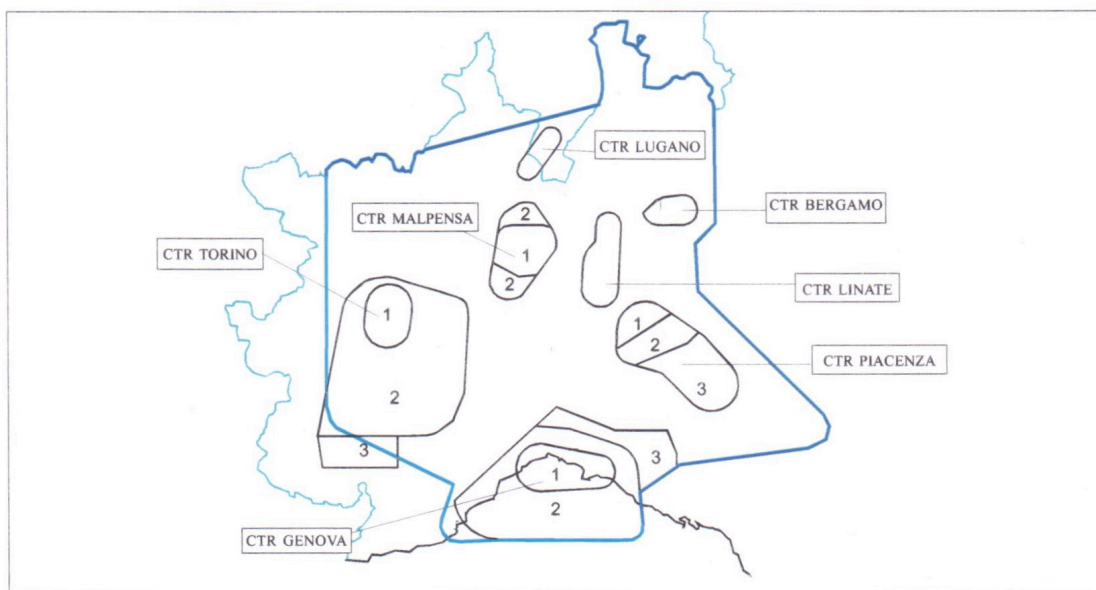 CTR LUGANO
CTR BERGAMO
CTR MALPENSA
2
1
2
CTR TORINO
CTR LINATE
1
1
2
CTR PIACENZA
3
2
3
3
1
2
CTR GENOVA